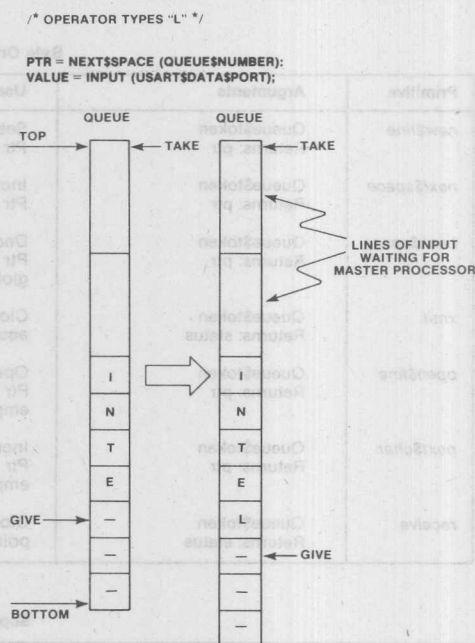 /* OPERATOR TYPES "L" */
PTR = NEXT$SPACE (QUEUE$NUMBER):
VALUE = INPUT (USART$DATA$PORT);
QUEUE
QUEUE
TOP
TAKE
TAKE
LINES OF INPUT
WAITING FOR
MASTER PROCESSOR
I
N
T
E
—
—
—
I
N
T
E
L
—
—
—
GIVE
GIVE
BOTTOM